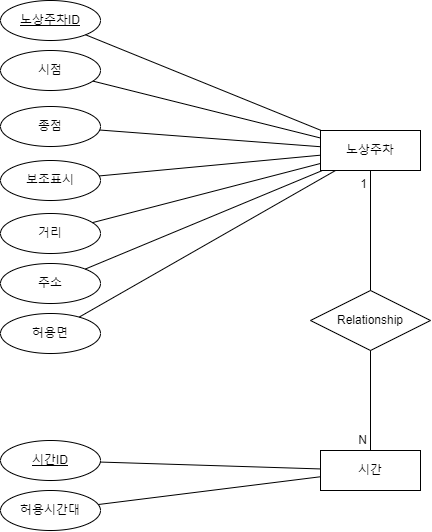 노상주차ID
시점
종점
보조표시
노상주차
거리
1
주소
허용면
Relationship
N
시간ID
시간
허용시간대